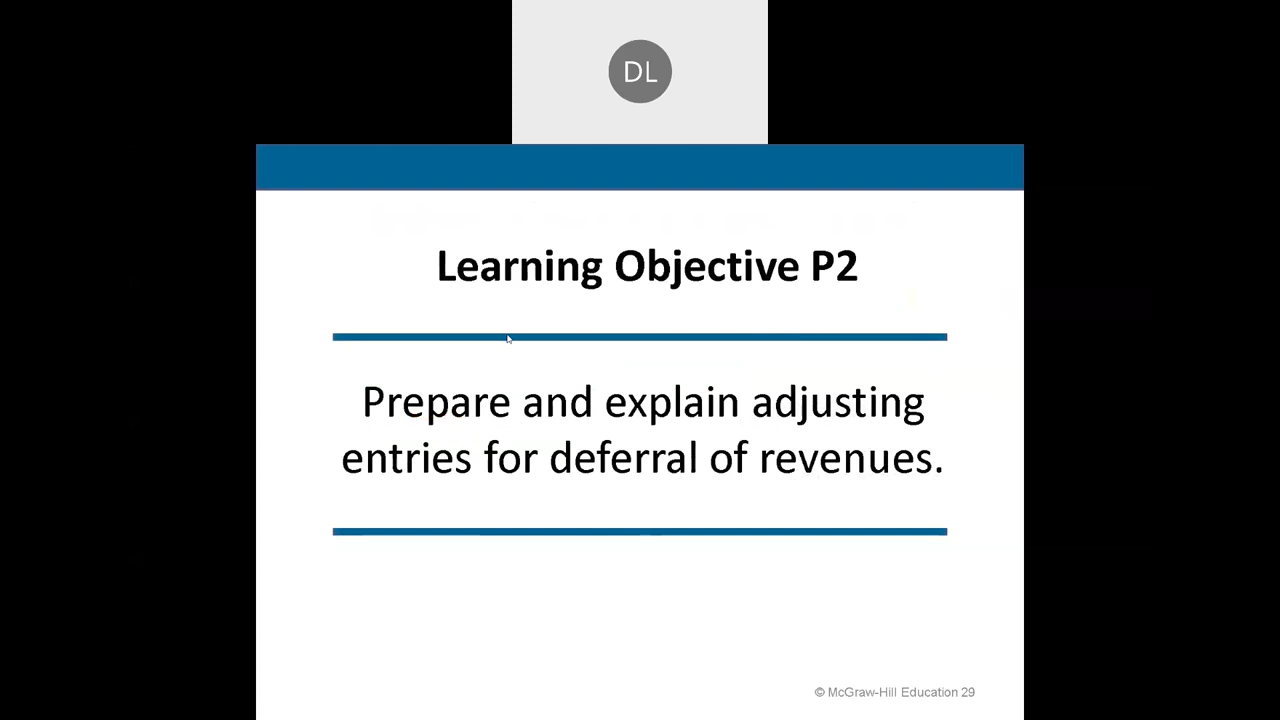 DL
Learning Objective P2
Prepare and explain adjusting
entries for deferral of revenues.
© McGraw-Hill Education 29